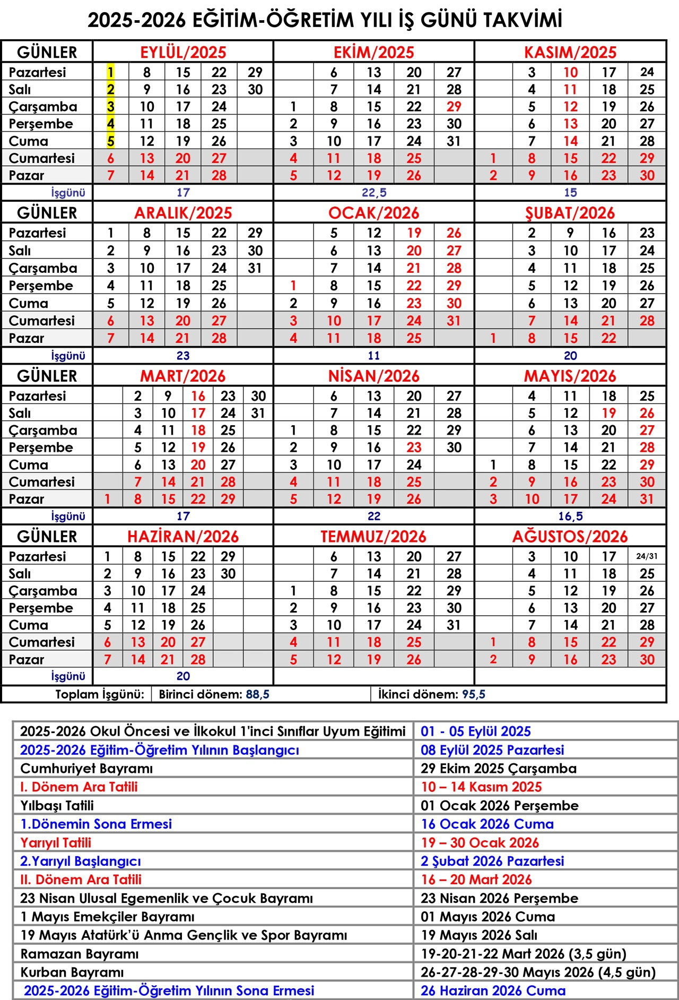 2025-2026 EĞİTİM-ÖĞRETİM YILI İŞ GÜNÜ TAKVİMİ
GÜNLER EYLÜL/2025 EKİM/2025 KASIM/2025
Pazartesi 1 8 15 22 29 6 13 20 27 3 10 17 24
Salı 2 9 16 23 30 7 14 21 28 4 11 18 25
Çarşamba 3 10 17 24 1 8 15 22 29 5 12 19 26
Perşembe 4 11 18 25 2 9 16 23 30 6 13 20 27
Cuma 5 12 19 26 3 10 17 24 31 7 14 21 28
Cumartesi 6 13 20 27 4 11 18 25 1 8 15 22 29
Pazar 7 14 21 28 5 12 19 26 2 9 16 23 30
İşgünü 17 22,5 15
GÜNLER ARALIK/2025 OCAK/2026 ŞUBAT/2026
Pazartesi 1 8 15 22 29 5 12 19 26 2 9 16 23
Salı 2 9 16 23 30 6 13 20 27 3 10 17 24
Çarşamba 3 10 17 24 31 7 14 21 28 4 11 18 25
Perşembe 4 11 18 25 1 8 15 22 29 5 12 19 26
Cuma 5 12 19 26 2 9 16 23 30 6 13 20 27
Cumartesi 6 13 20 27 3 10 17 24 31 7 14 21 28
Pazar 7 14 21 28 4 11 18 25 1 8 15 22
İşgünü 23 11 20
GÜNLER MART/2026 NİSAN/2026 MAYIS/2026
Pazartesi 2 9 16 23 30 6 13 20 27 4 11 18 25
Salı 3 10 17 24 31 7 14 21 28 5 12 19 26
Çarşamba 4 11 18 25 1 8 15 22 29 6 13 20 27
Perşembe 5 12 19 26 2 9 16 23 30 7 14 21 28
Cuma 6 13 20 27 3 10 17 24 1 8 15 22 29
Cumartesi 7 14 21 28 4 11 18 25 2 9 16 23 30
Pazar 1 8 15 22 29 5 12 19 26 3 10 17 24 31
İşgünü 17 22 16,5
GÜNLER HAZİRAN/2026 TEMMUZ/2026 AĞUSTOS/2026
Pazartesi 1 8 15 22 29 6 13 20 27 3 10 17 24/31
Salı 2 9 16 23 30 7 14 21 28 4 11 18 25
Çarşamba 3 10 17 24 1 8 15 22 29 5 12 19 26
Perşembe 4 11 18 25 2 9 16 23 30 6 13 20 27
Cuma 5 12 19 26 3 10 17 24 31 7 14 21 28
Cumartesi 6 13 20 27 4 11 18 25 1 8 15 22 29
Pazar 7 14 21 28 5 12 19 26 2 9 16 23 30
İşgünü 20
Toplam İşgünü: Birinci dönem: 88,5 İkinci dönem: 95,5
2025-2026 Okul Öncesi ve İlkokul 1'inci Sınıflar Uyum Eğitimi 01 - 05 Eylül 2025
2025-2026 Eğitim-Öğretim Yılının Başlangıcı 08 Eylül 2025 Pazartesi
Cumhuriyet Bayramı 29 Ekim 2025 Çarşamba
I. Dönem Ara Tatili 10 – 14 Kasım 2025
Yılbaşı Tatili 01 Ocak 2026 Perşembe
1.Dönemin Sona Ermesi 16 Ocak 2026 Cuma
Yarıyıl Tatili 19 – 30 Ocak 2026
2.Yarıyıl Başlangıcı 2 Şubat 2026 Pazartesi
II. Dönem Ara Tatili 16 – 20 Mart 2026
23 Nisan Ulusal Egemenlik ve Çocuk Bayramı 23 Nisan 2026 Perşembe
1 Mayıs Emekçiler Bayramı 01 Mayıs 2026 Cuma
19 Mayıs Atatürk’ü Anma Gençlik ve Spor Bayramı 19 Mayıs 2026 Salı
Ramazan Bayramı 19-20-21-22 Mart 2026 (3,5 gün)
Kurban Bayramı 26-27-28-29-30 Mayıs 2026 (4,5 gün)
2025-2026 Eğitim-Öğretim Yılının Sona Ermesi 26 Haziran 2026 Cuma